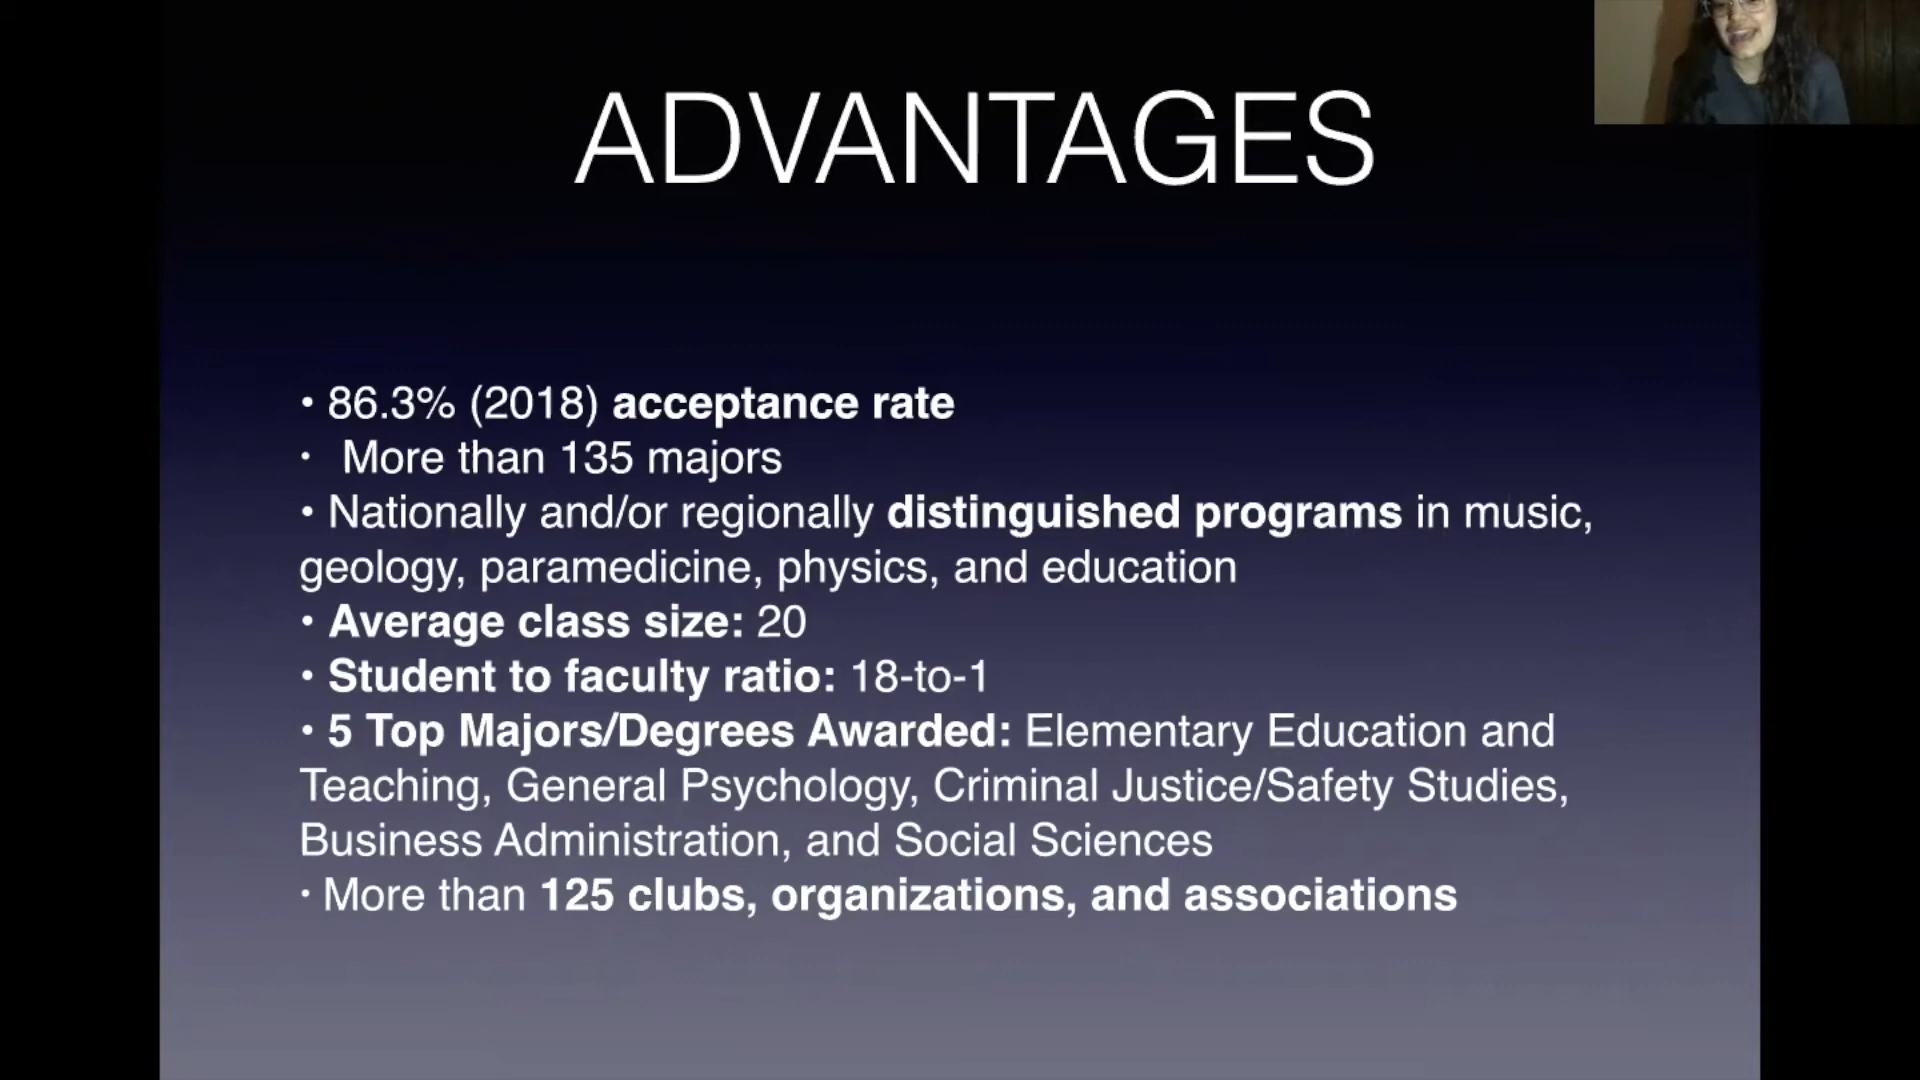 ADVANTAGES
• 86.3% (2018) acceptance rate
• More than 135 majors
• Nationally and/or regionally distinguished programs in music,
geology, paramedicine, physics, and education
• Average class size: 20
• Student to faculty ratio: 18-to-1
• 5 Top Majors/Degrees Awarded: Elementary Education and
Teaching, General Psychology, Criminal Justice/Safety Studies,
Business Administration, and Social Sciences
• More than 125 clubs, organizations, and associations